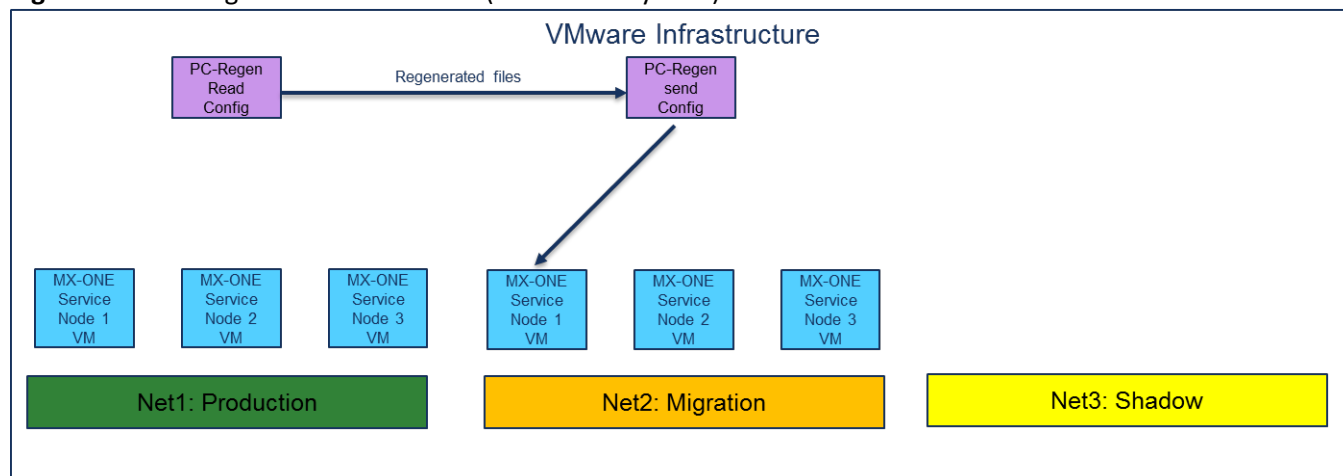 VMware Infrastructure
PC-Regen
Read
Config
Regenerated files
PC-Regen
send
Config
MX-ONE
Service
Node 1
VM
MX-ONE
Service
Node 2
VM
MX-ONE
Service
Node 3
VM
MX-ONE
Service
Node 1
VM
MX-ONE
Service
Node 2
VM
MX-ONE
Service
Node 3
VM
Net1: Production
Net2: Migration
Net3: Shadow